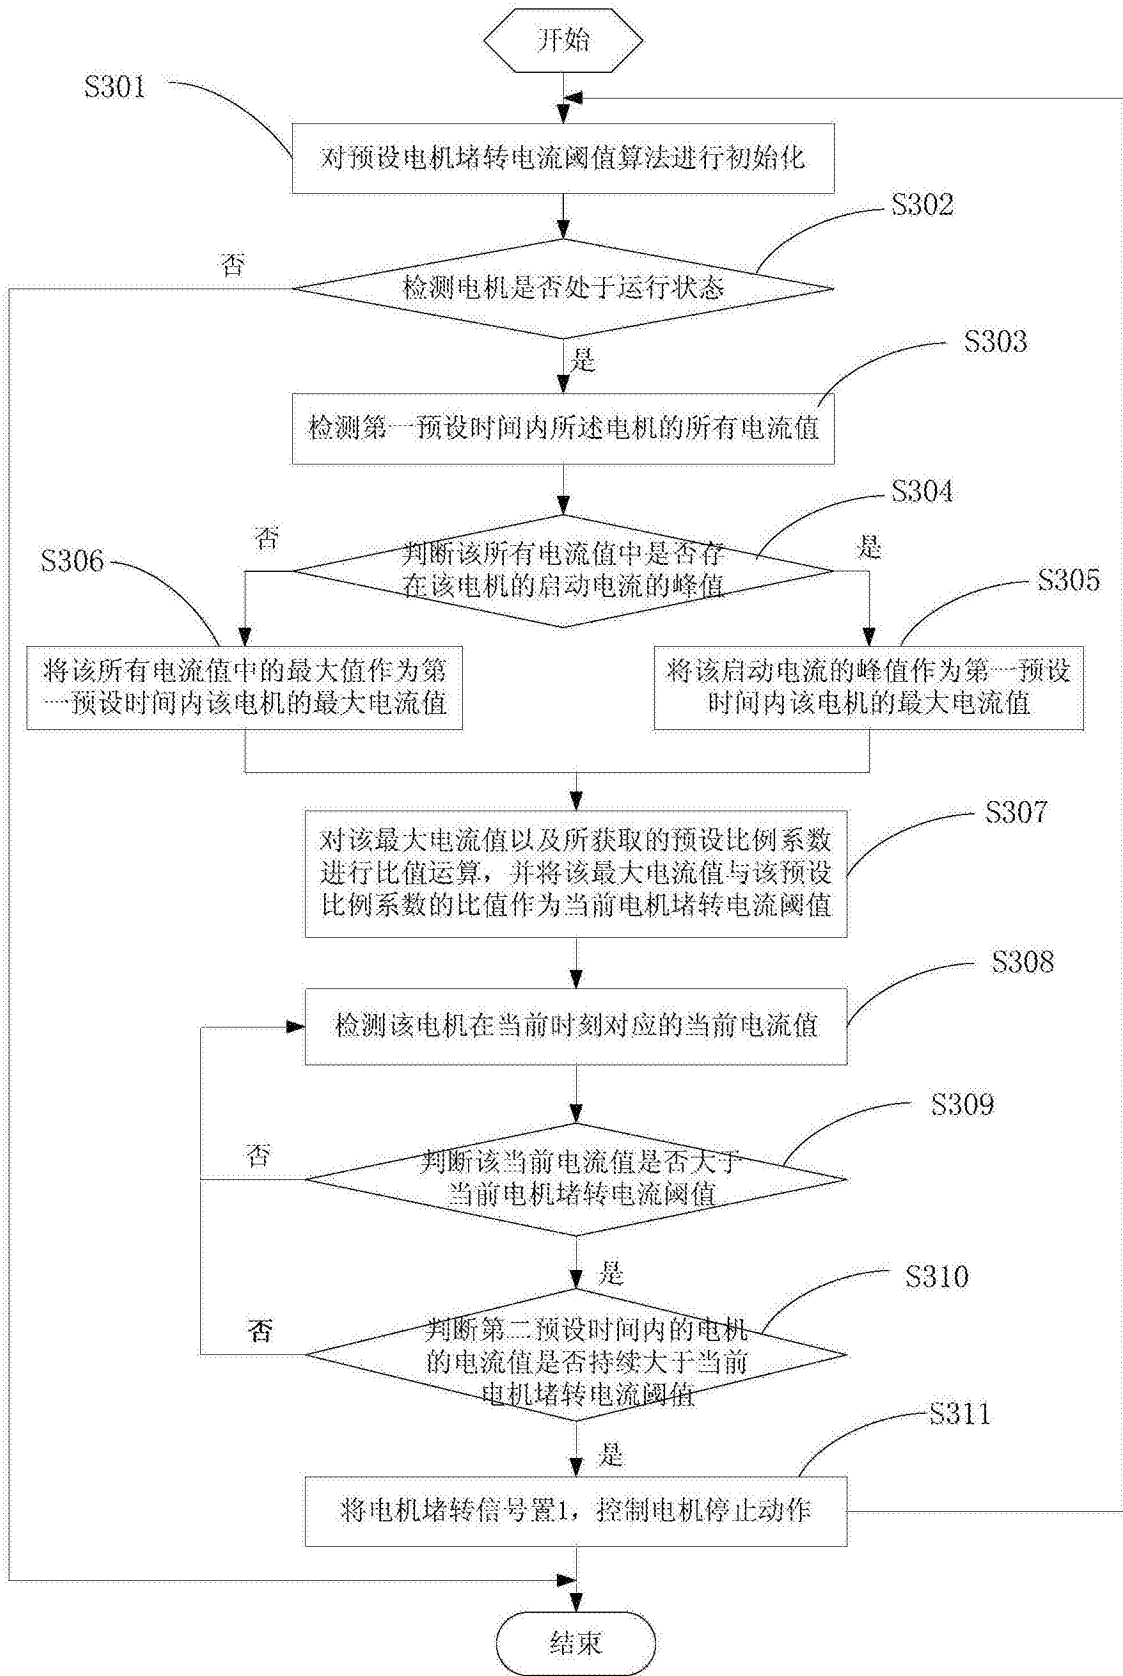 开始
S301
对预设电机堵转电流阈值算法进行初始化
S302
否
检测电机是否处于运行状态
是
S303
检测第一预设时间内所述电机的所有电流值
S304
否
判断该所有电流值中是否存
在该电机的启动电流的峰值
是
S306
S305
将该所有电流值中的最大值作为第
一预设时间内该电机的最大电流值
将该启动电流的峰值作为第一预设
时间内该电机的最大电流值
S307
对该最大电流值以及所获取的预设比例系数
进行比值运算，并将该最大电流值与该预设
比例系数的比值作为当前电机堵转电流阈值
S308
检测该电机在当前时刻对应的当前电流值
S309
否
判断该当前电流值是否大于
当前电机堵转电流阈值
是
S310
否
判断第二预设时间内的电机
的电流值是否持续大于当前
电机堵转电流阈值
是
S311
将电机堵转信号置1，控制电机停止动作
结束